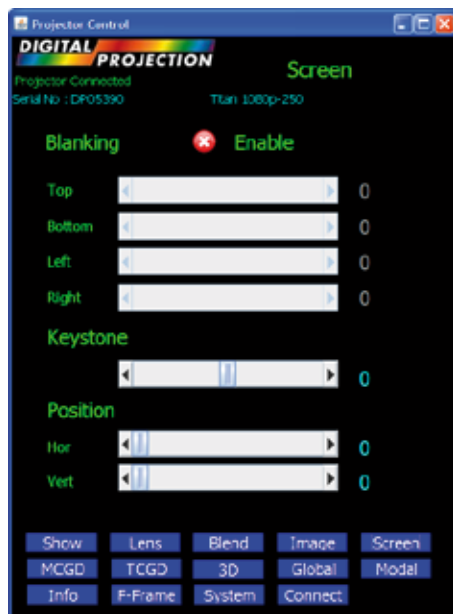 Projector Control
DIGITAL PROJECTION
Screen
Projector Connected
Serial No : DP05390 Titan 1080p-250
Blanking Enable
Top 0
Bottom 0
Left 0
Right 0
Keystone
0
Position
Hor 0
Vert 0
Show Lens Blend Image Screen
MCGD TCGD 3D Global Modal
Info F-Frame System Connect